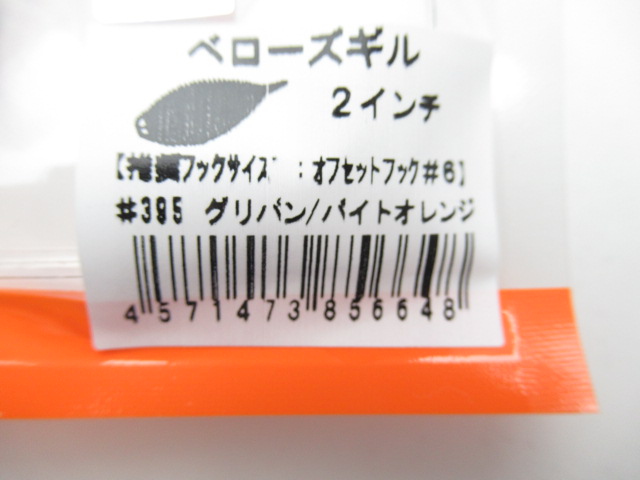 ベローズギル
2インチ
【推奨フックサイズ:オフセットフック#6】
#395 グリパン/バイトオレンジ
4571473856648